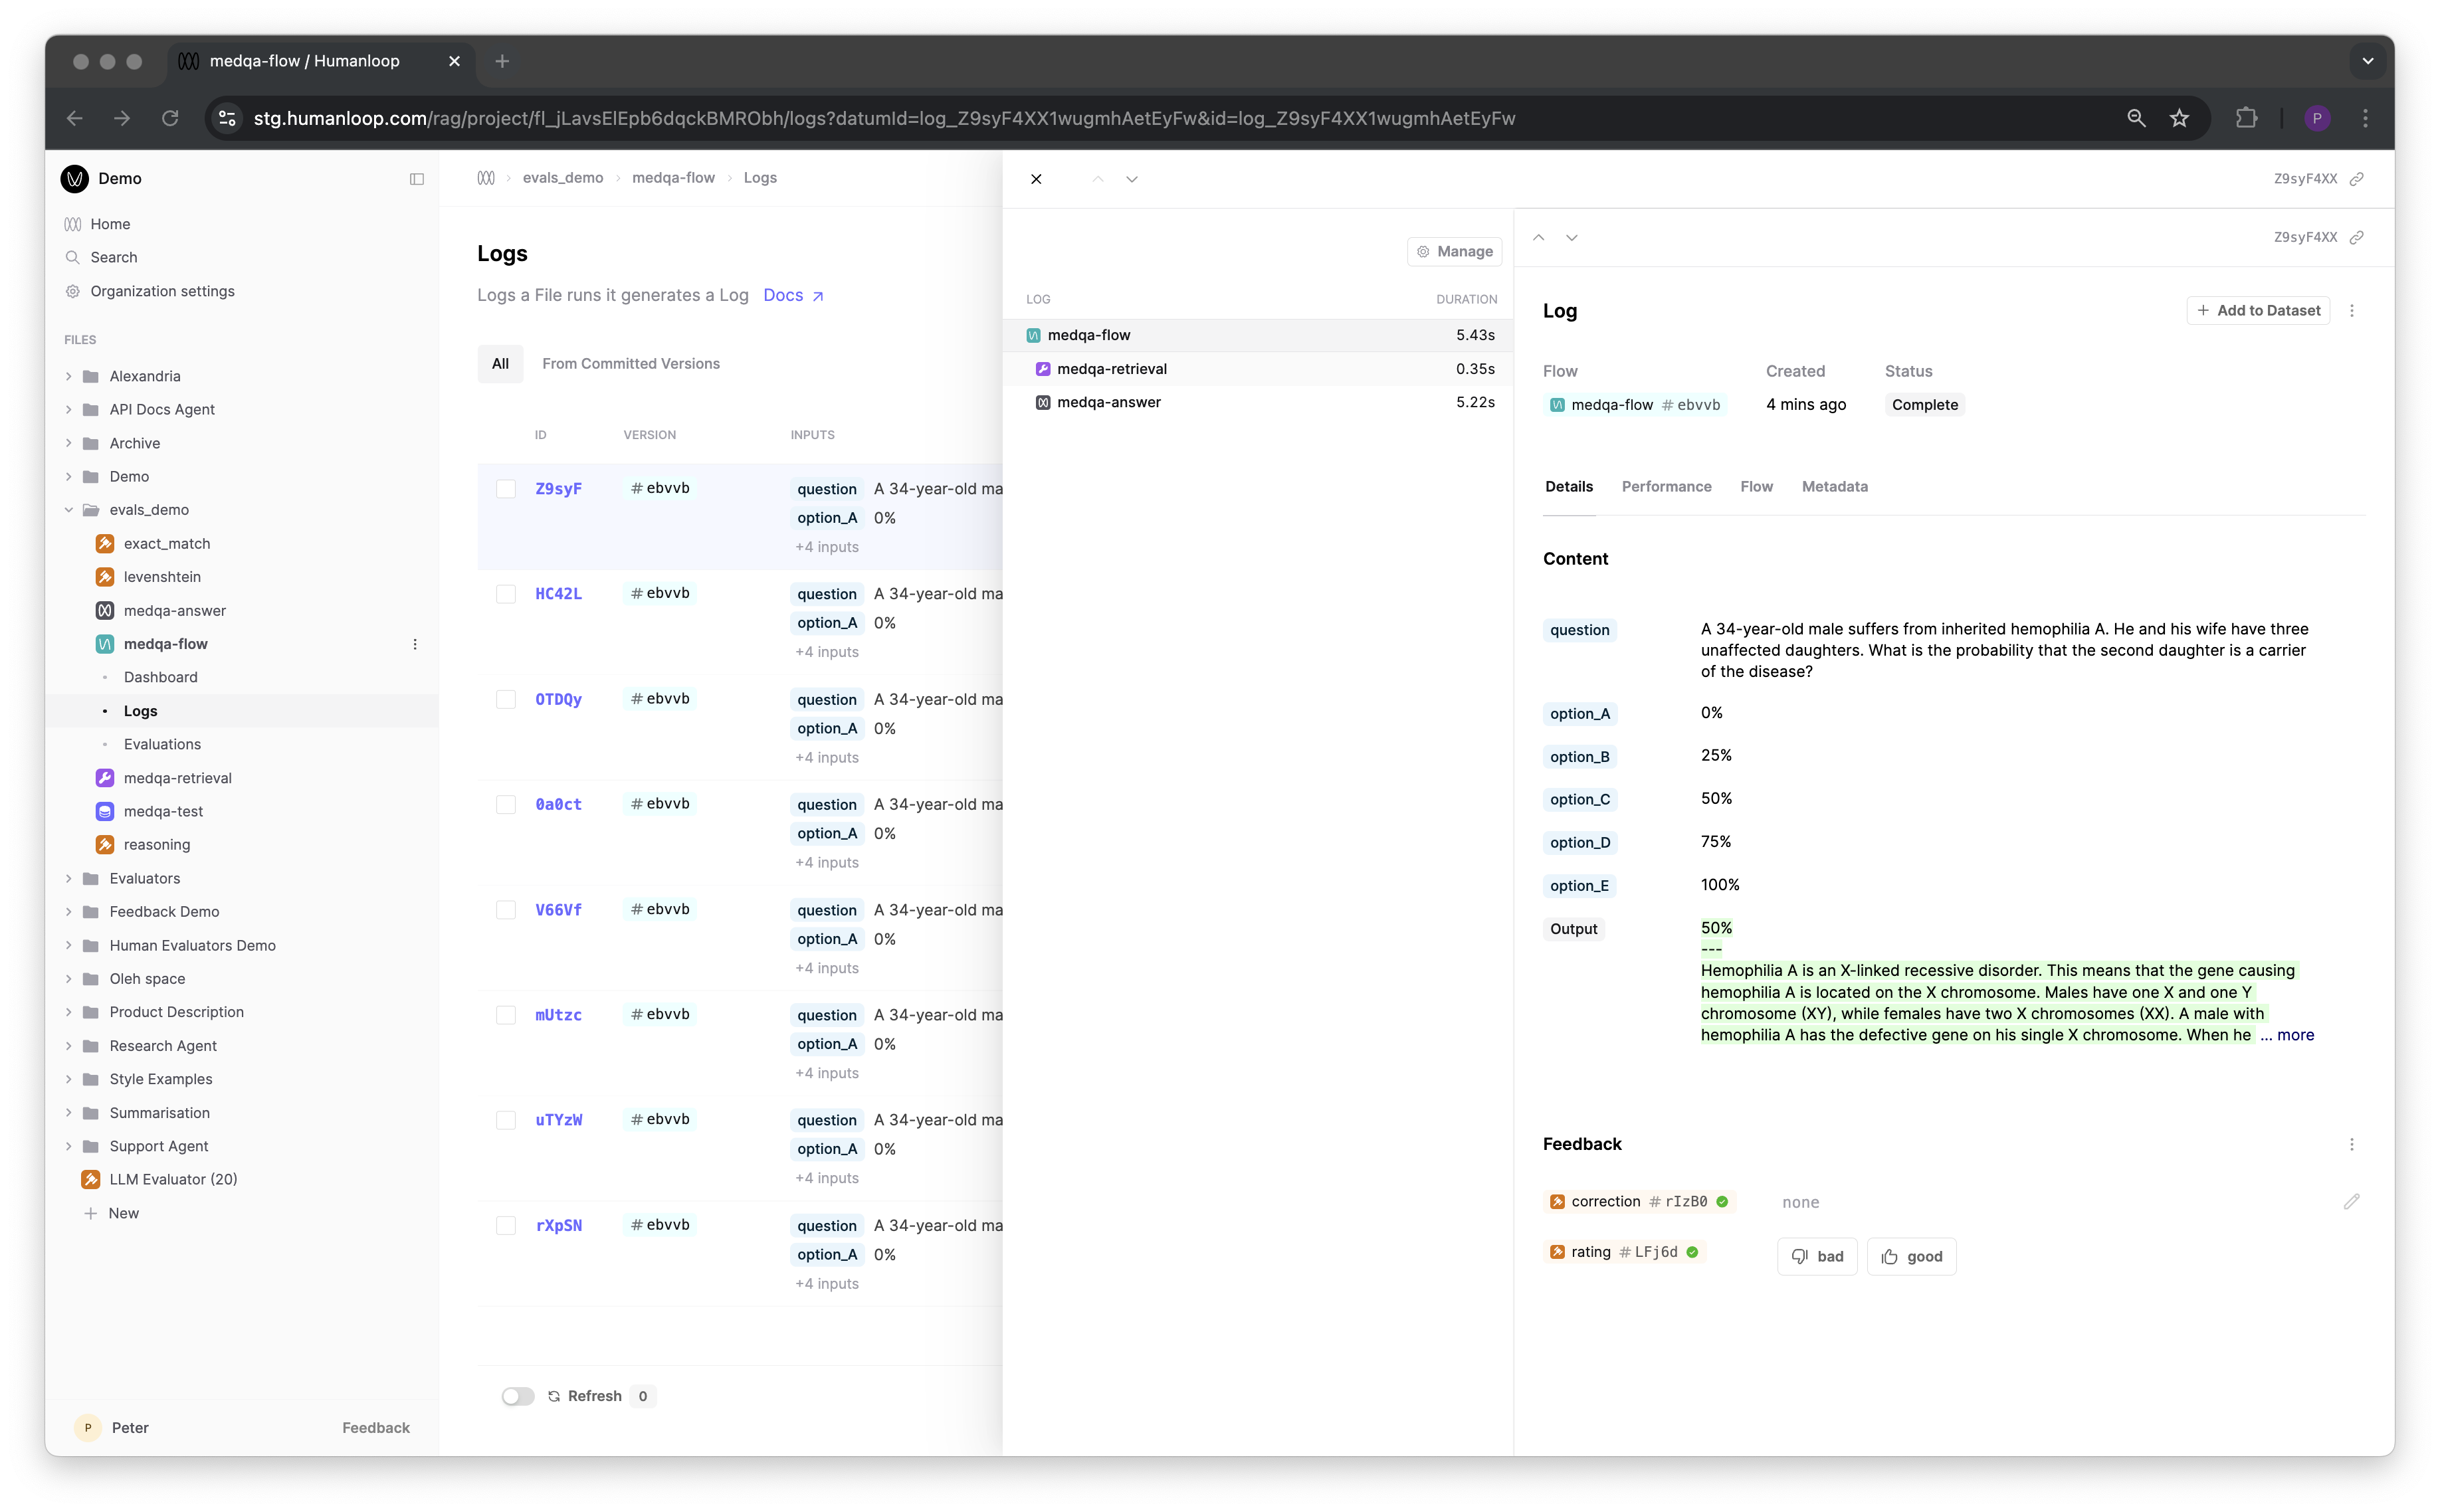 medqa-flow / Humanloop
stg.humanloop.com/rag/project/fl_jLavsElEpb6dqckBMRObh/logs?datumId=log_Z9syF4XX1wugmhAetEyFw&id=log_Z9syF4XX1wugmhAetEyFw
P
Demo
Home
Search
Organization settings
FILES
Alexandria
API Docs Agent
Archive
Demo
evals_demo
exact_match
levenshtein
medqa-answer
medqa-flow
Dashboard
Logs
Evaluations
medqa-retrieval
medqa-test
reasoning
Evaluators
Feedback Demo
Human Evaluators Demo
Oleh space
Product Description
Research Agent
Style Examples
Summarisation
Support Agent
LLM Evaluator (20)
New
P Peter Feedback
evals_demo > medqa-flow > Logs
Logs
Logs a File runs it generates a Log Docs
All From Committed Versions
ID VERSION INPUTS
Z9syF # ebvvb question A 34-year-old ma
option_A 0%
+4 inputs
HC42L # ebvvb question A 34-year-old ma
option_A 0%
+4 inputs
OTDQy # ebvvb question A 34-year-old ma
option_A 0%
+4 inputs
0a0ct # ebvvb question A 34-year-old ma
option_A 0%
+4 inputs
V66Vf # ebvvb question A 34-year-old ma
option_A 0%
+4 inputs
mUtzc # ebvvb question A 34-year-old ma
option_A 0%
+4 inputs
uTYzW # ebvvb question A 34-year-old ma
option_A 0%
+4 inputs
rXpSN # ebvvb question A 34-year-old ma
option_A 0%
+4 inputs
Refresh 0
Z9syF4XX
Manage
LOG DURATION
medqa-flow 5.43s
medqa-retrieval 0.35s
medqa-answer 5.22s
Z9syF4XX
Log
Add to Dataset
Flow Created Status
medqa-flow # ebvvb 4 mins ago Complete
Details Performance Flow Metadata
Content
question A 34-year-old male suffers from inherited hemophilia A. He and his wife have three
unaffected daughters. What is the probability that the second daughter is a carrier
of the disease?
option_A 0%
option_B 25%
option_C 50%
option_D 75%
option_E 100%
Output 50%
---
Hemophilia A is an X-linked recessive disorder. This means that the gene causing
hemophilia A is located on the X chromosome. Males have one X and one Y
chromosome (XY), while females have two X chromosomes (XX). A male with
hemophilia A has the defective gene on his single X chromosome. When he ... more
Feedback
correction # rIzB0 none
rating # LFj6d bad good